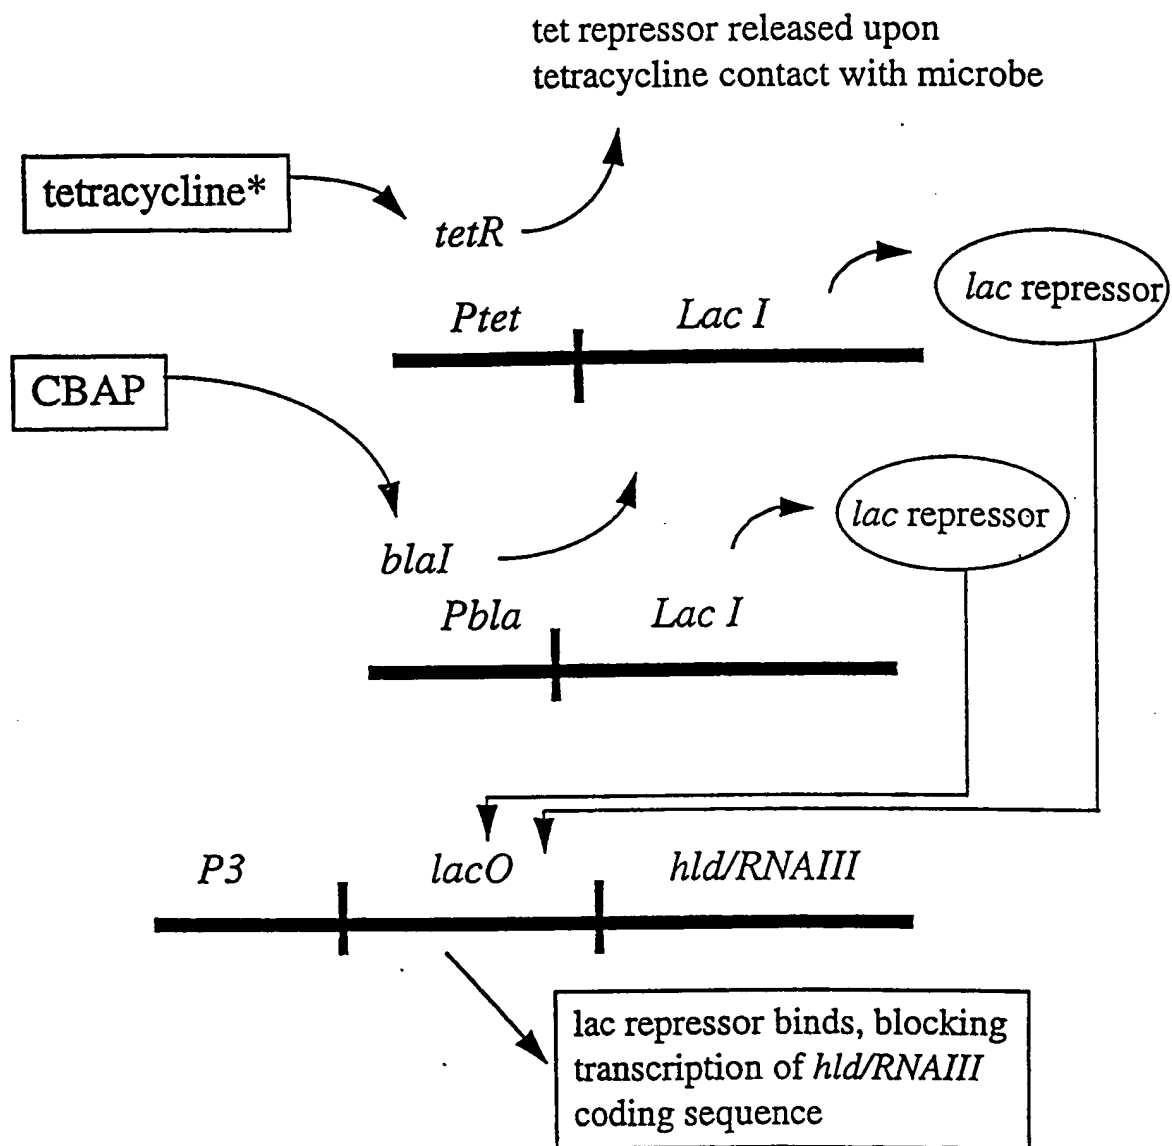 tet repressor released upon
tetracycline contact with microbe
tetracycline*
tetR
lac repressor
Ptet
Lac I
CBAP
lac repressor
blaI
Pbla
Lac I
P3
lacO
hld/RNAIII
lac repressor binds, blocking
transcription of hld/RNAIII
coding sequence